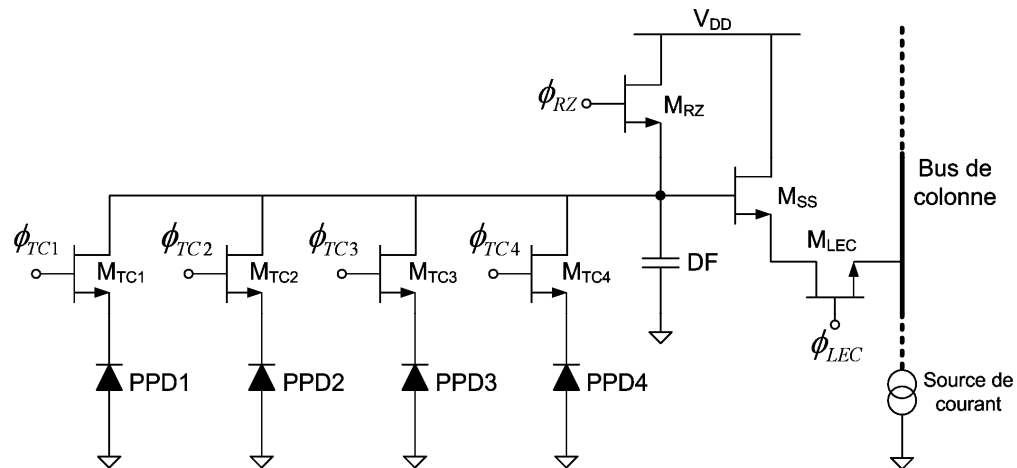 V_DD
ϕ_RZ
M_RZ
Bus de
colonne
M_SS
ϕ_TC1
ϕ_TC2
ϕ_TC3
ϕ_TC4
M_LEC
M_TC1
M_TC2
M_TC3
M_TC4
DF
ϕ_LEC
PPD1
PPD2
PPD3
PPD4
Source de
courant